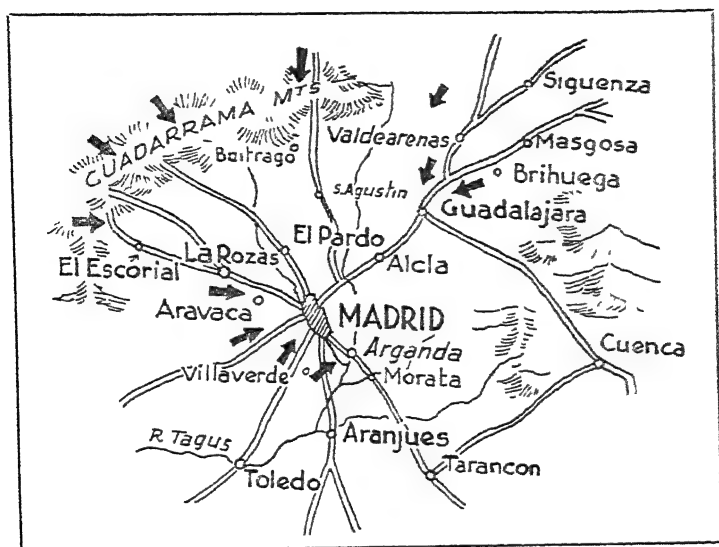 GUADARRAMA MTS
Siguenza
Valdearenas
Masgosa
Baitrago
Brihuega
S. Agustin
Guadalajara
El Pardo
La Rozas
El Escorial
Alcla
Aravaca
MADRID
Arganda
Cuenca
Villaverde
Morata
R. Tagus
Aranjues
Toledo
Tarancon